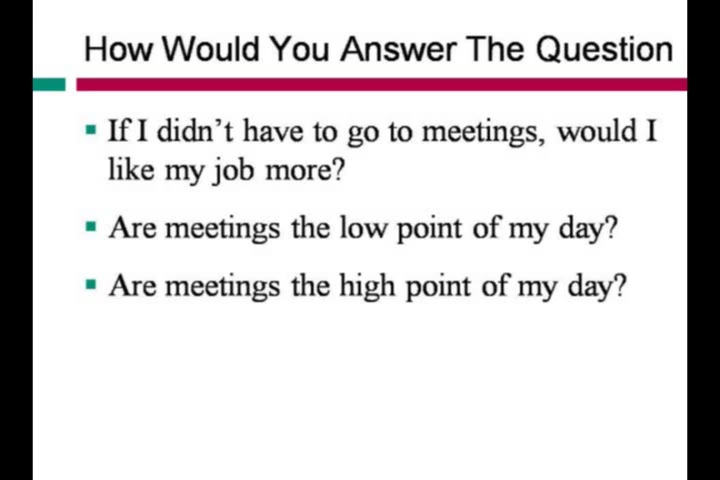 How Would You Answer The Question
If I didn't have to go to meetings, would I
like my job more?
Are meetings the low point of my day?
Are meetings the high point of my day?